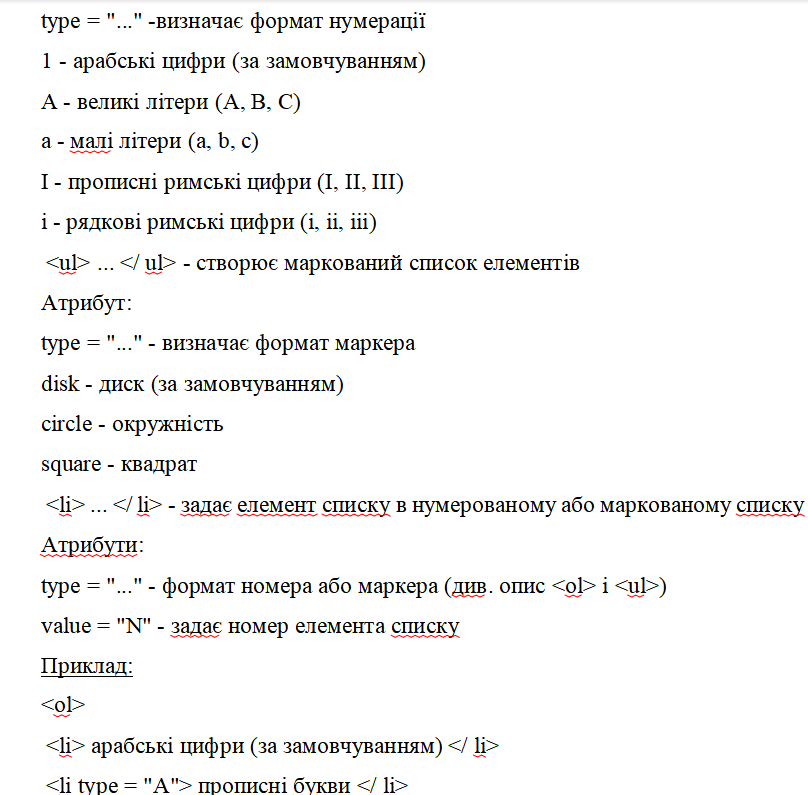 type = "..." -визначає формат нумерації
1 - арабські цифри (за замовчуванням)
A - великі літери (A, B, C)
a - малі літери (a, b, c)
I - прописні римські цифри (I, II, III)
i - рядкові римські цифри (i, ii, iii)
<ul> ... </ ul> - створює маркований список елементів
Атрибут:
type = "..." - визначає формат маркера
disk - диск (за замовчуванням)
circle - окружність
square - квадрат
<li> ... </ li> - задає елемент списку в нумерованому або маркованому списку
Атрибути:
type = "..." - формат номера або маркера (див. опис <ol> і <ul>)
value = "N" - задає номер елемента списку
Приклад:
<ol>
<li> арабські цифри (за замовчуванням) </ li>
<li type = "A"> прописні букви </ li>